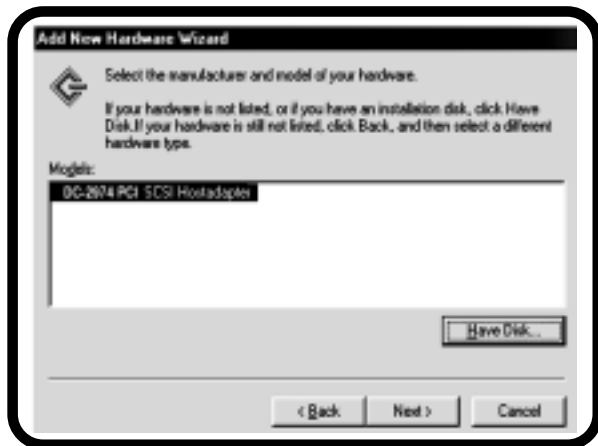 Add New Hardware Wizard
Select the manufacturer and model of your hardware.
If your hardware is not listed, or if you have an installation disk, click Have
Disk.If your hardware is still not listed, click Back, and then select a different
hardware type.
Models:
DC-2974 PCI SCSI Hostadapter
Have Disk...
< Back
Next >
Cancel